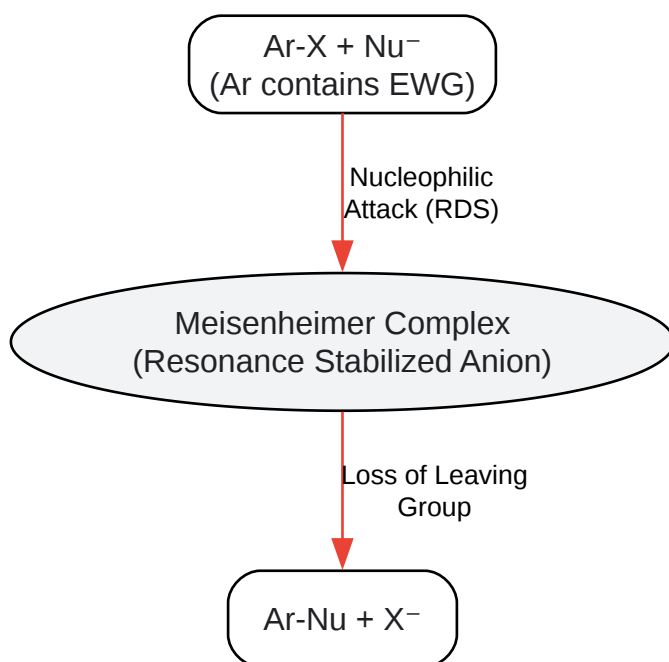 Ar-X + Nu⁻
(Ar contains EWG)
Nucleophilic
Attack (RDS)
Meisenheimer Complex
(Resonance Stabilized Anion)
Loss of Leaving
Group
Ar-Nu + X⁻